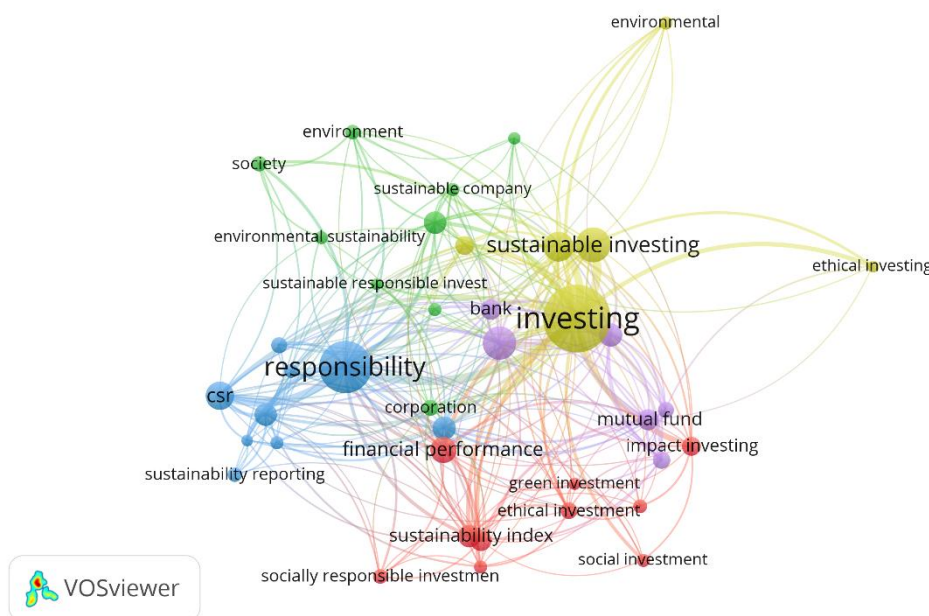 environmental
environment
society
sustainable company
environmental sustainability
sustainable investing
ethical investing
sustainable responsible invest
bank
investing
responsibility
csr
corporation
mutual fund
financial performance
impact investing
sustainability reporting
green investment
ethical investment
sustainability index
social investment
socially responsible investmen
VOSviewer